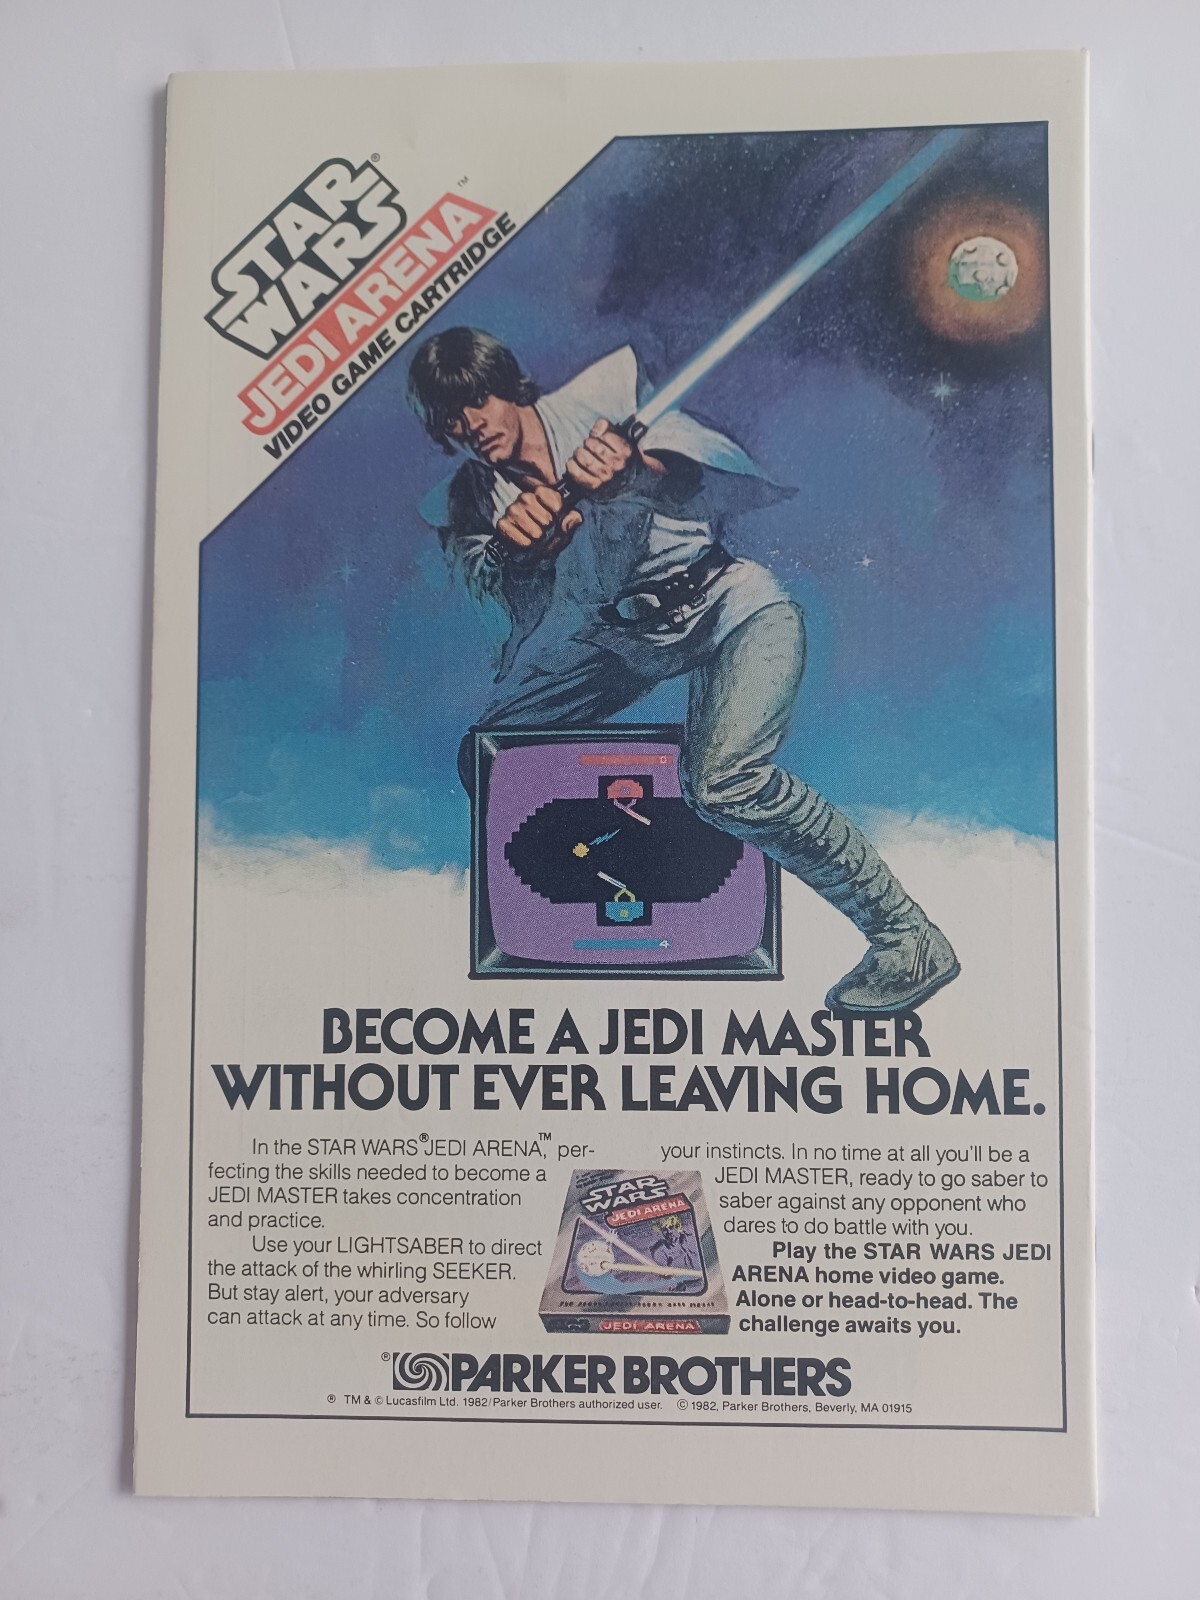 STAR ®
WARS
JEDI ARENA ™
VIDEO GAME CARTRIDGE
0
4
BECOME A JEDI MASTER
WITHOUT EVER LEAVING HOME.
In the STAR WARS® JEDI ARENA,™ per-
fecting the skills needed to become a
JEDI MASTER takes concentration
and practice.
Use your LIGHTSABER to direct
the attack of the whirling SEEKER.
But stay alert, your adversary
can attack at any time. So follow
your instincts. In no time at all you'll be a
JEDI MASTER, ready to go saber to
saber against any opponent who
dares to do battle with you.
Play the STAR WARS JEDI
ARENA home video game.
Alone or head-to-head. The
challenge awaits you.
STAR
WARS
JEDI ARENA
JEDI ARENA
® PARKER BROTHERS
® TM & © Lucasfilm Ltd. 1982/Parker Brothers authorized user. © 1982, Parker Brothers, Beverly, MA 01915